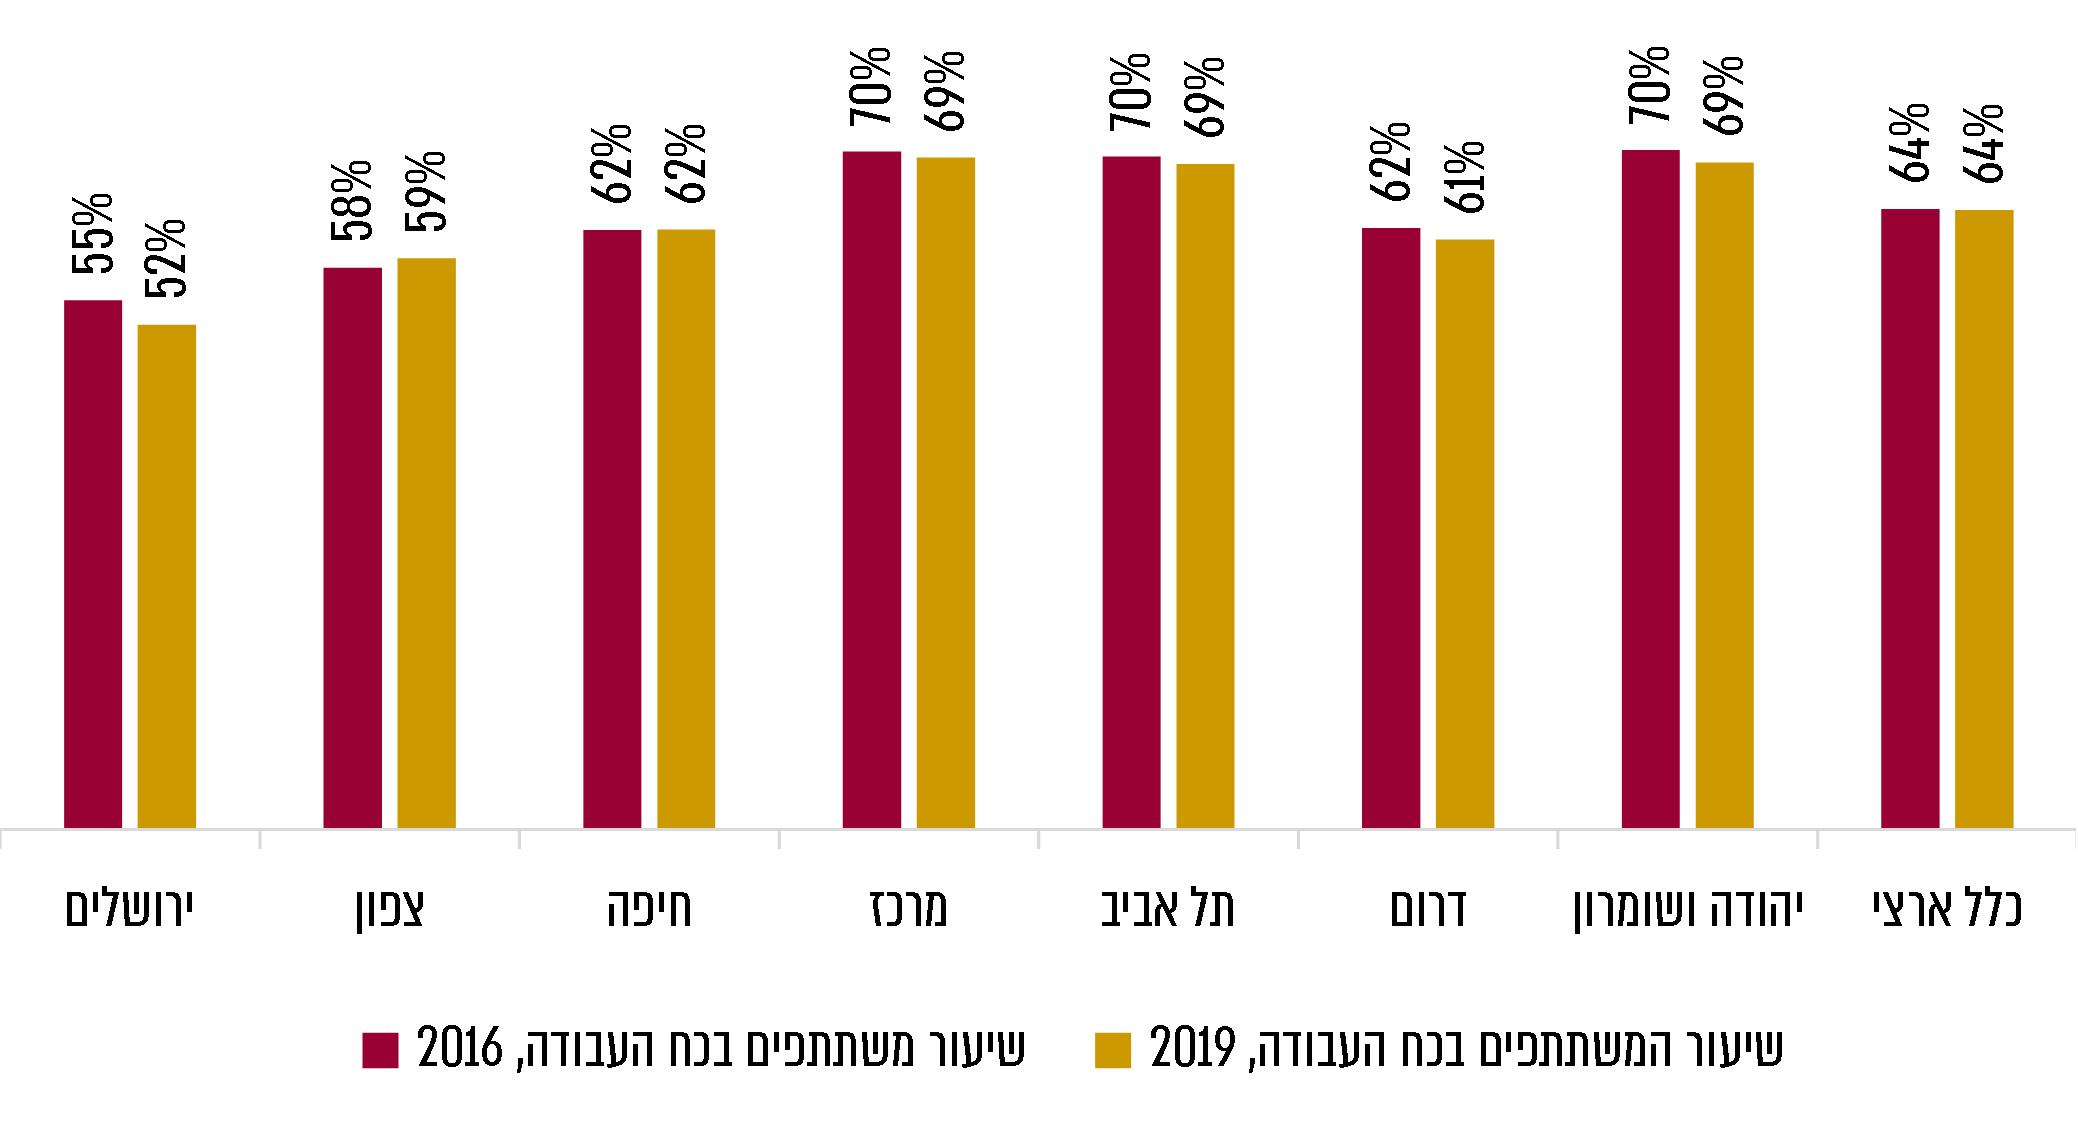 55% 52% 58% 59% 62% 62% 70% 69% 70% 69% 62% 61% 70% 69% 64% 64%
ירושלים צפון חיפה מרכז תל אביב דרום יהודה ושומרון כלל ארצי
שיעור משתתפים בכח העבודה, 2016
שיעור המשתתפים בכח העבודה, 2019